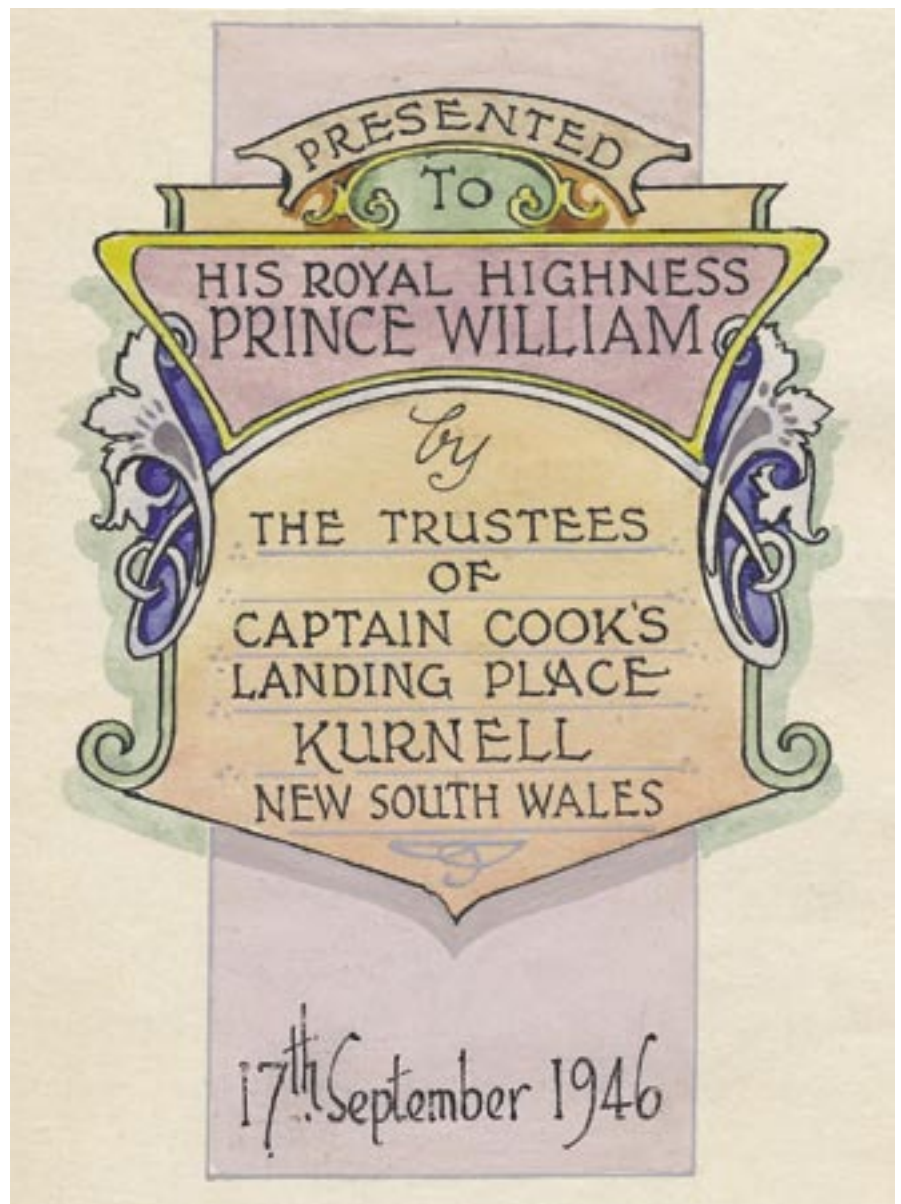 PRESENTED
TO
HIS ROYAL HIGHNESS
PRINCE WILLIAM
by
THE TRUSTEES
OF
CAPTAIN COOK'S
LANDING PLACE
KURNELL
NEW SOUTH WALES
17th September 1946